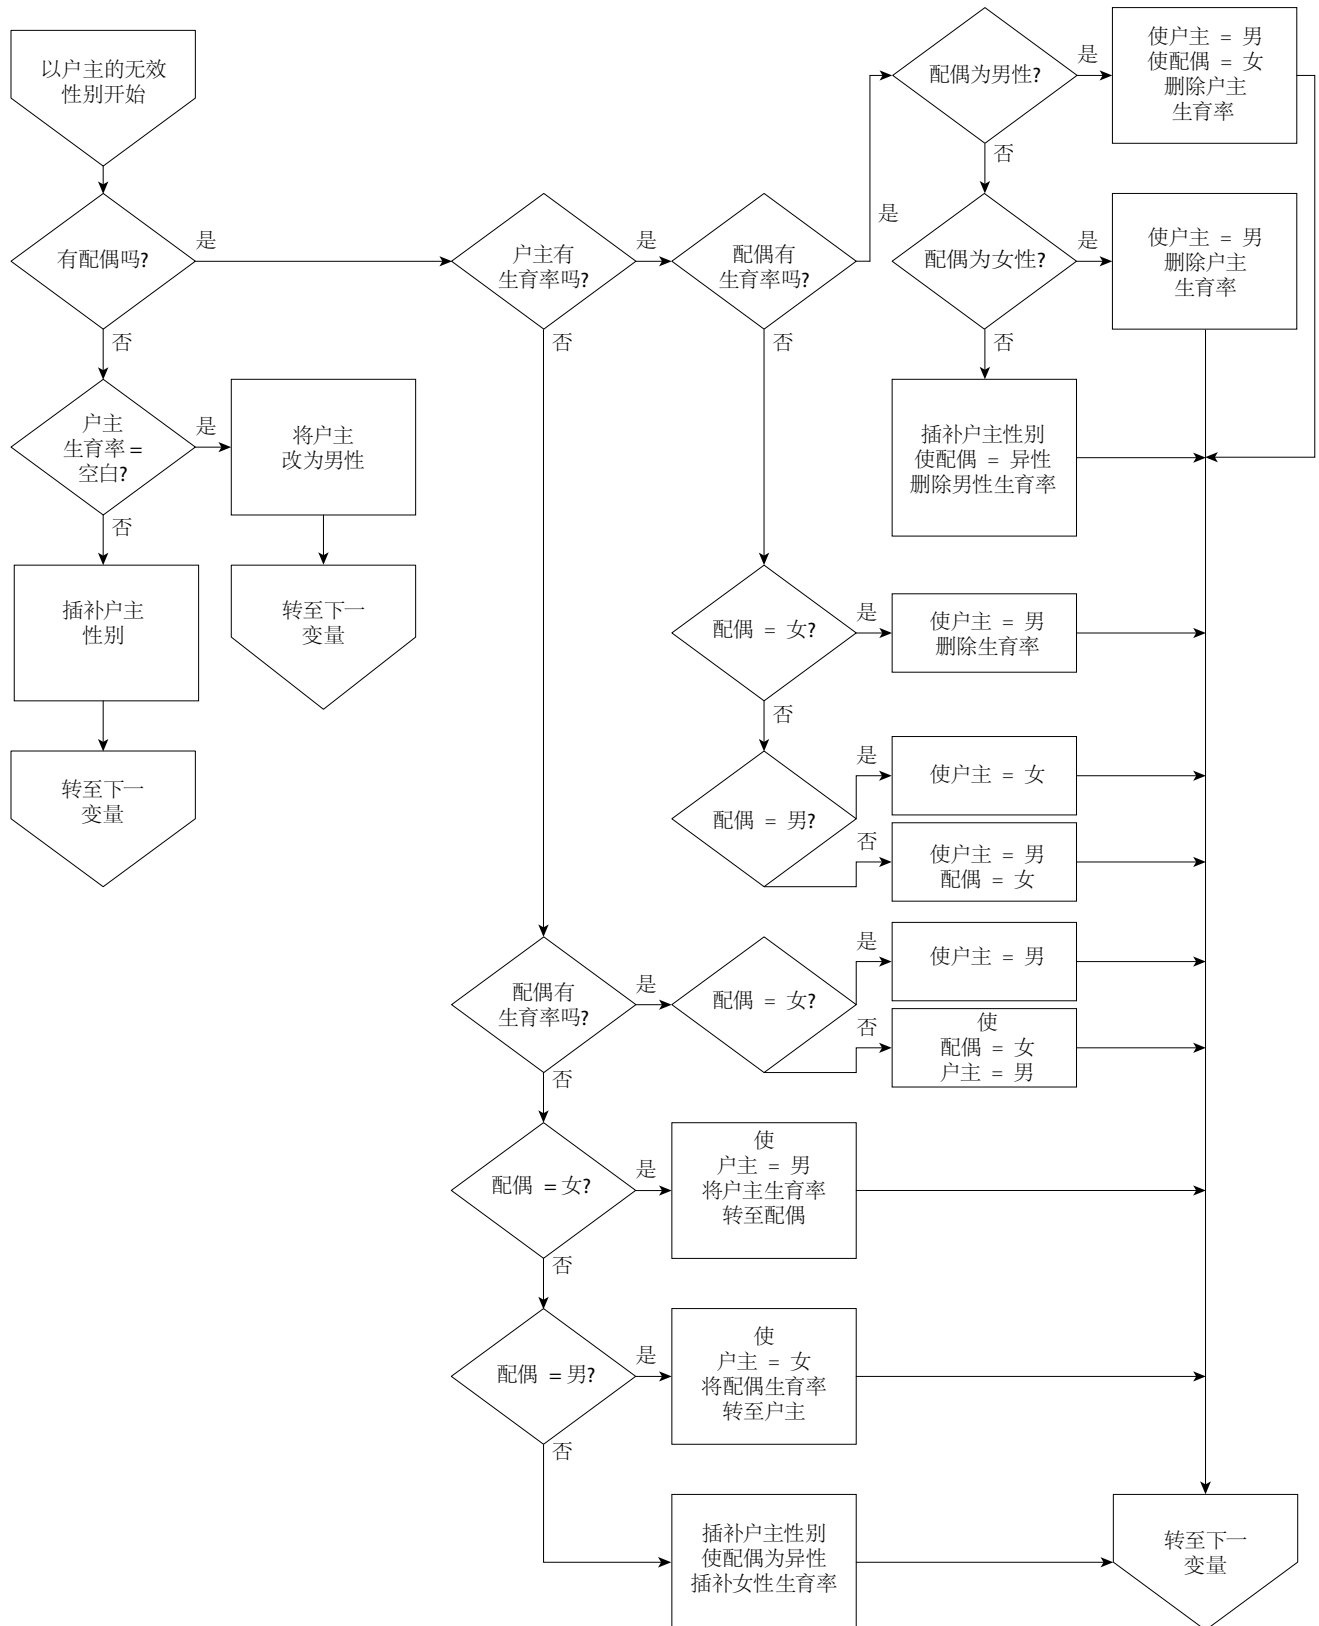 以户主的无效
性别开始
有配偶吗?
是
否
户主
生育率 =
空白?
是
将户主
改为男性
否
插补户主
性别
转至下一
变量
转至下一
变量
户主有
生育率吗?
是
否
配偶有
生育率吗?
是
否
配偶为男性?
是
使户主 = 男
使配偶 = 女
删除户主
生育率
否
配偶为女性?
是
使户主 = 男
删除户主
生育率
否
插补户主性别
使配偶 = 异性
删除男性生育率
配偶 = 女?
是
使户主 = 男
删除生育率
否
配偶 = 男?
是
使户主 = 女
否
使户主 = 男
配偶 = 女
配偶有
生育率吗?
是
配偶 = 女?
是
使户主 = 男
否
使
配偶 = 女
户主 = 男
否
配偶 = 女?
是
使
户主 = 男
将户主生育率
转至配偶
否
配偶 = 男?
是
使
户主 = 女
将配偶生育率
转至户主
否
插补户主性别
使配偶为异性
插补女性生育率
转至下一
变量